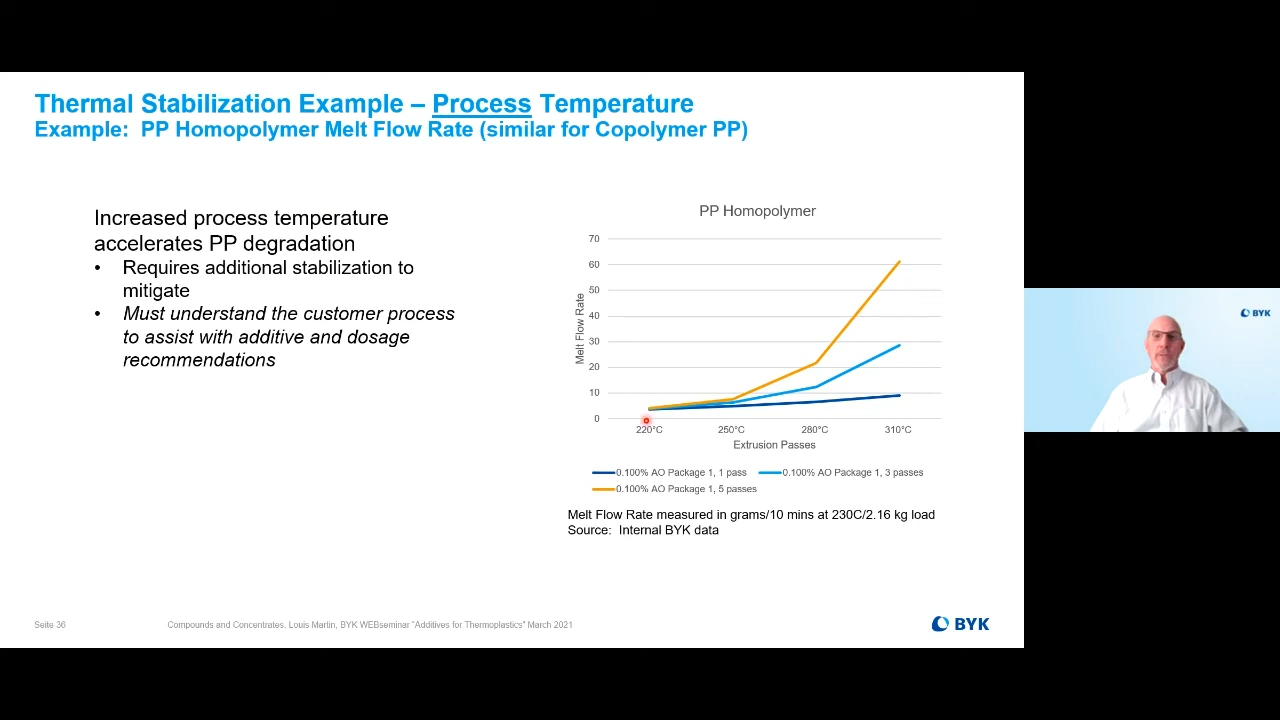 Thermal Stabilization Example – Process Temperature
Example:  PP Homopolymer Melt Flow Rate (similar for Copolymer PP)
Increased process temperature
accelerates PP degradation
• Requires additional stabilization to
mitigate
• Must understand the customer process
to assist with additive and dosage
recommendations
PP Homopolymer
70
60
50
40
30
20
10
0
Melt Flow Rate
220°C 250°C 280°C 310°C
Extrusion Passes
0.100% AO Package 1, 1 pass 0.100% AO Package 1, 3 passes
0.100% AO Package 1, 5 passes
Melt Flow Rate measured in grams/10 mins at 230C/2.16 kg load
Source:  Internal BYK data
BYK
Seite 36 Compounds and Concentrates. Louis Martin, BYK WEBseminar “Additives for Thermoplastics” March 2021
BYK